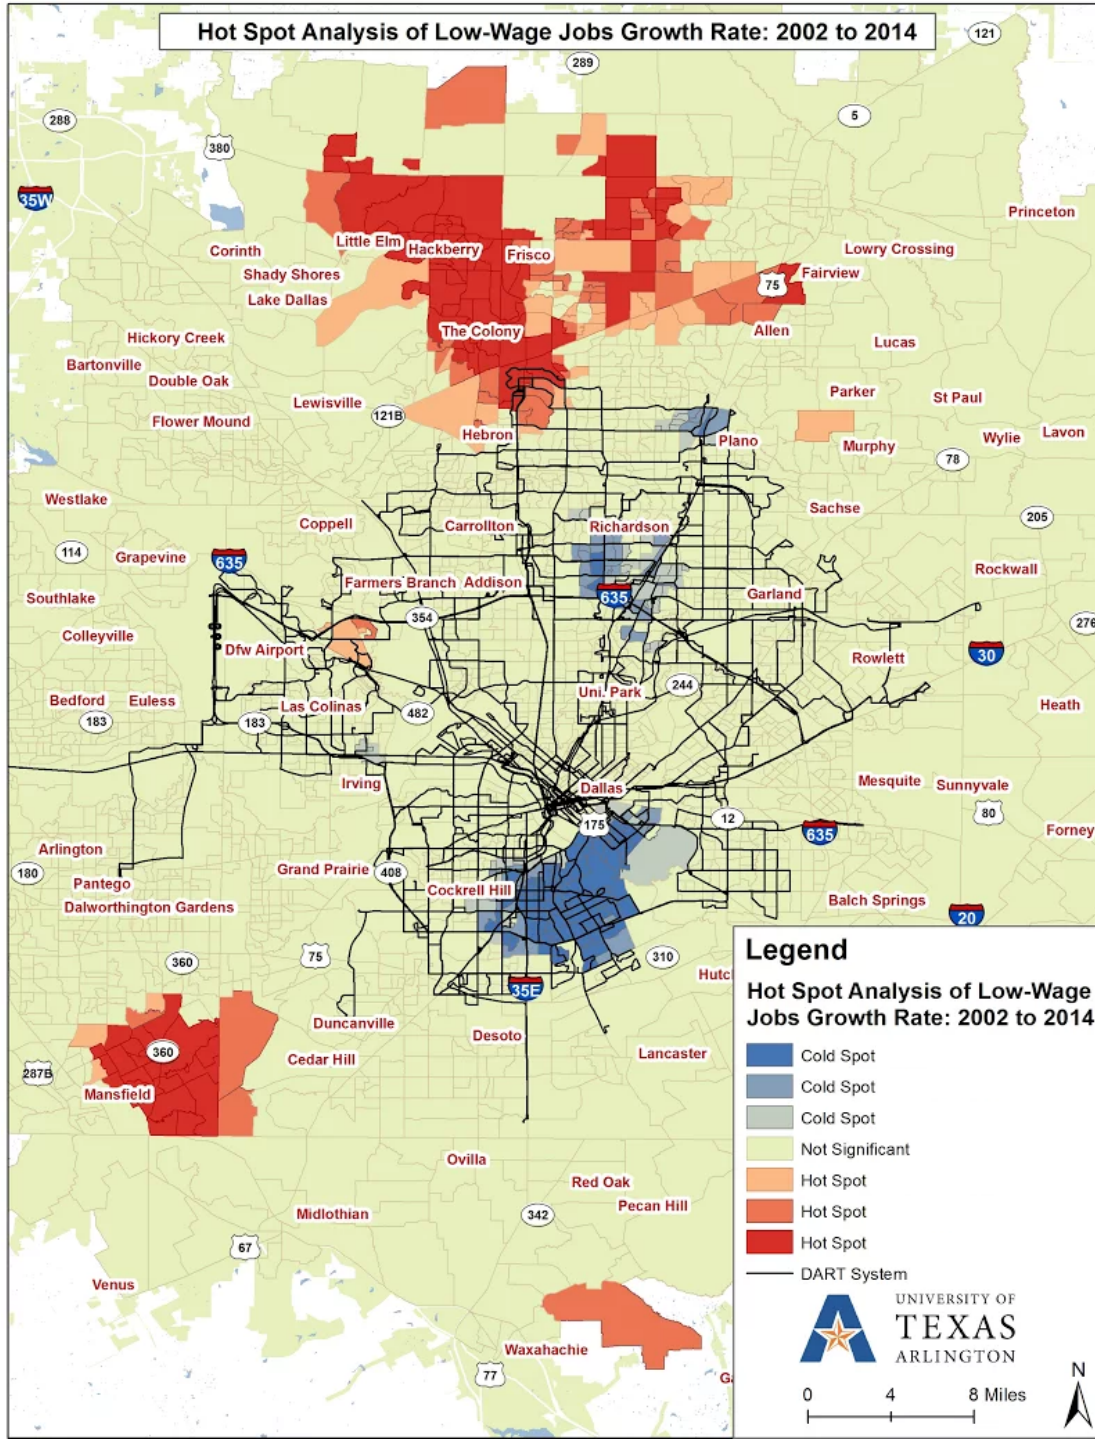 Hot Spot Analysis of Low-Wage Jobs Growth Rate: 2002 to 2014
121
289
288
5
380
35W
Princeton
Corinth
Little Elm
Hackberry
Frisco
Lowry Crossing
Shady Shores
Fairview
75
Lake Dallas
The Colony
Allen
Hickory Creek
Lucas
Bartonville
Double Oak
Parker
St Paul
Lewisville
121B
Flower Mound
Hebron
Plano
Murphy
Wylie
Lavon
78
Westlake
Sachse
Coppell
Carrollton
Richardson
205
114
Grapevine
635
Farmers Branch
Addison
Rockwall
635
Garland
Southlake
354
276
Colleyville
Dfw Airport
Rowlett
30
Bedford
Euless
Las Colinas
Uni. Park
244
Heath
183
183
482
Irving
Dallas
Mesquite
Sunnyvale
175
12
635
80
Forney
Arlington
180
Pantego
Grand Prairie
408
Cockrell Hill
Dalworthington Gardens
Balch Springs
20
360
75
310
35E
Duncanville
Desoto
Cedar Hill
Lancaster
360
287B
Mansfield
Ovilla
Red Oak
Pecan Hill
Midlothian
342
67
Venus
Waxahachie
77
Legend
Hot Spot Analysis of Low-Wage
Jobs Growth Rate: 2002 to 2014
Cold Spot
Cold Spot
Cold Spot
Not Significant
Hot Spot
Hot Spot
Hot Spot
DART System
UNIVERSITY OF
TEXAS
ARLINGTON
N
0 4 8 Miles